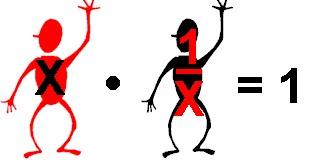 x · 1/x = 1